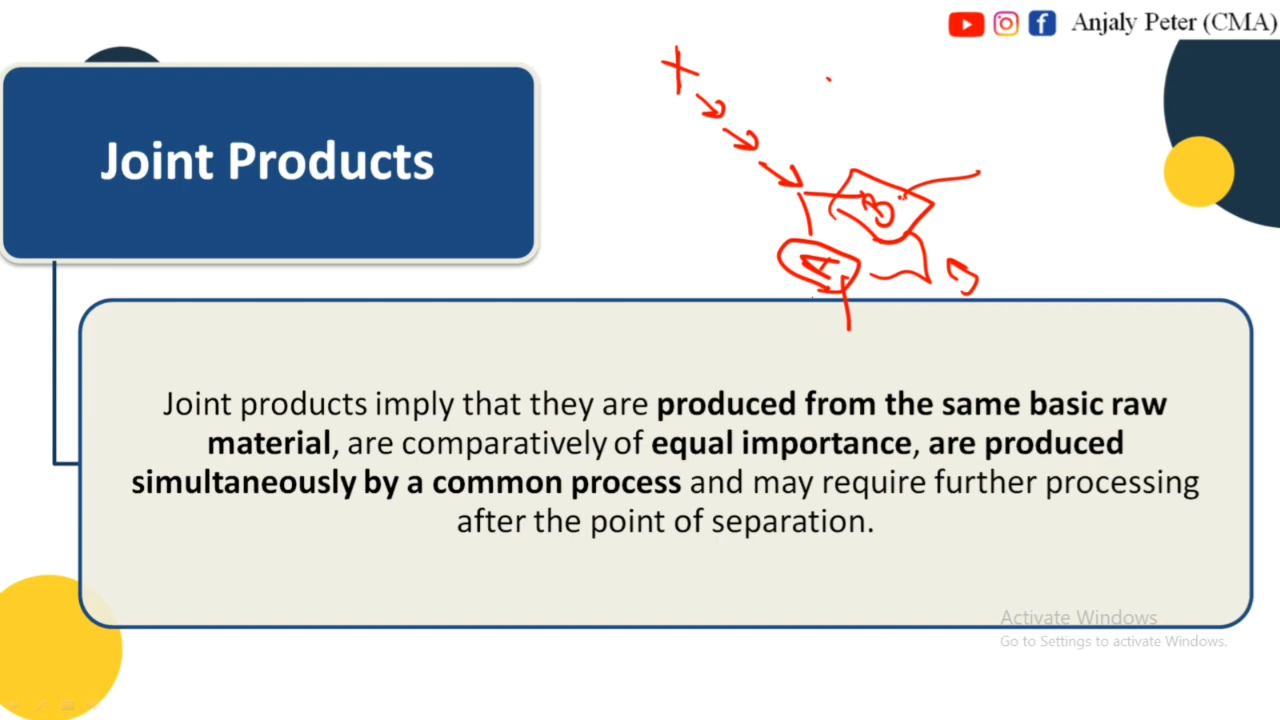 Anjaly Peter (CMA)
X
Joint Products
B
A
J
Joint products imply that they are produced from the same basic raw
material, are comparatively of equal importance, are produced
simultaneously by a common process and may require further processing
after the point of separation.
Activate Windows
Go to Settings to activate Windows.